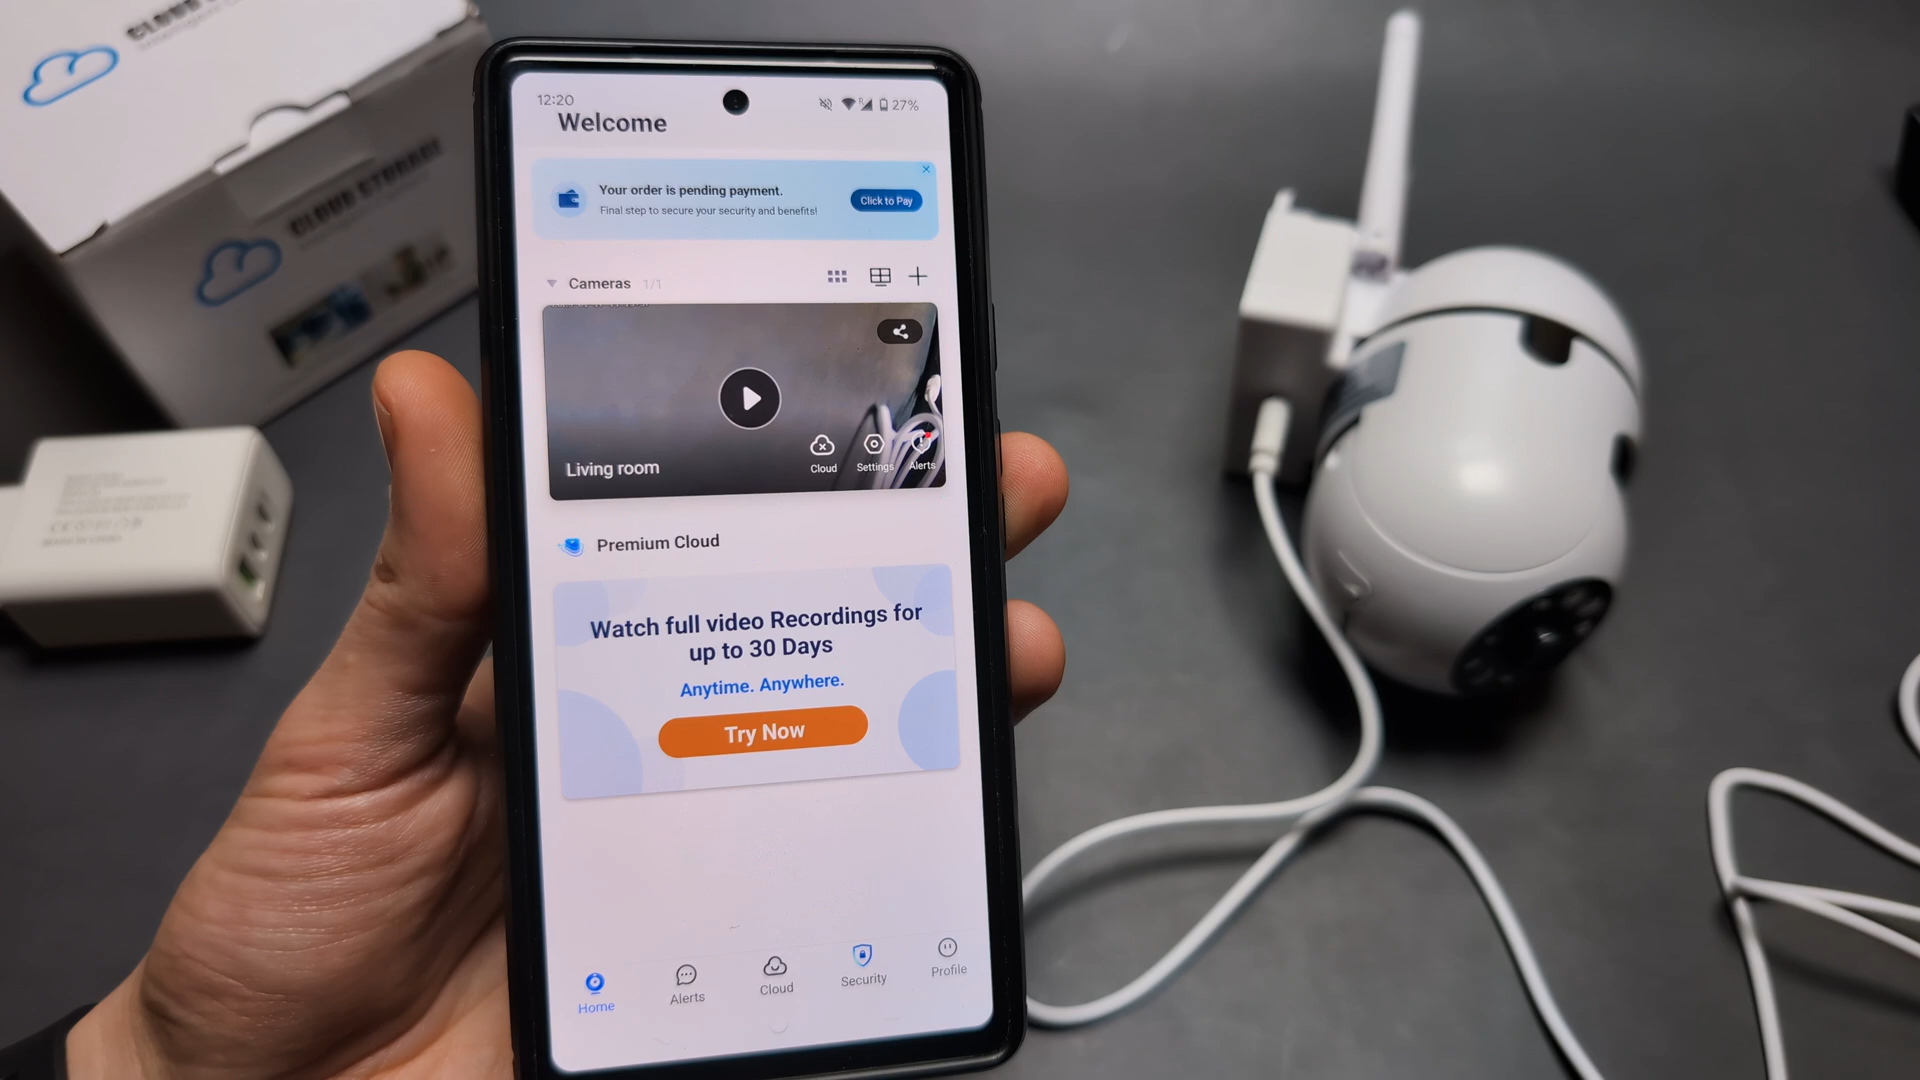 CLOUD
CLOUD STORAGE
12:20
27%
Welcome
Your order is pending payment.
Final step to secure your security and benefits!
Click to Pay
Cameras 1/1
Living room
Cloud
Settings
Alerts
Premium Cloud
Watch full video Recordings for
up to 30 Days
Anytime. Anywhere.
Try Now
Home
Alerts
Cloud
Security
Profile